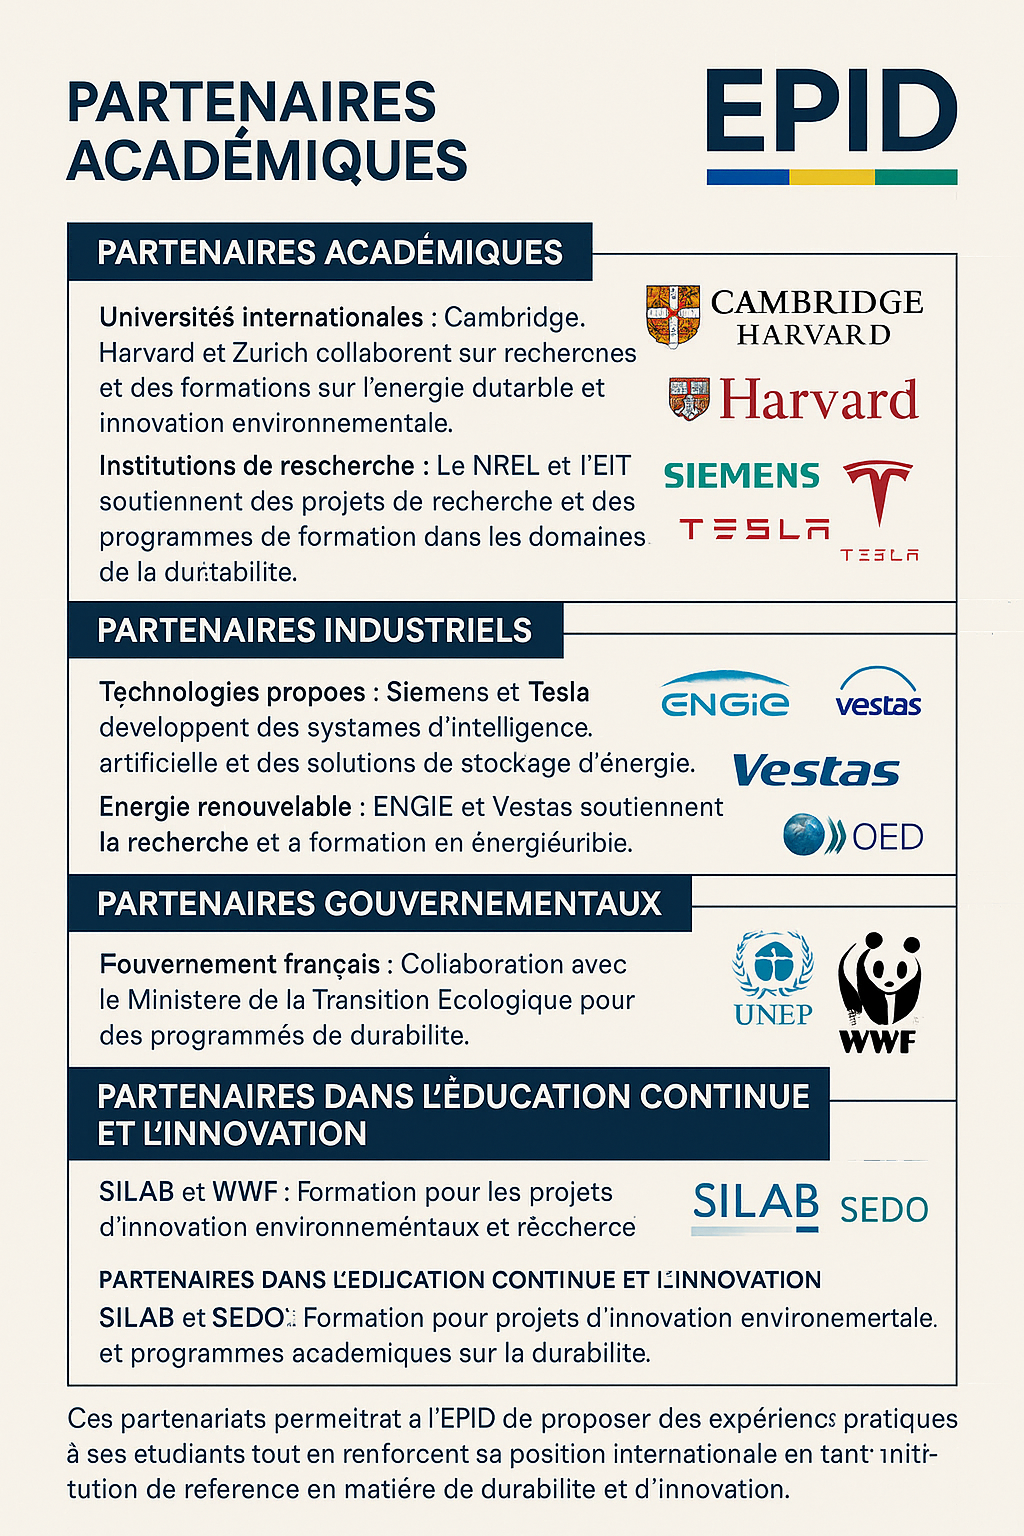 PARTENAIRES
ACADÉMIQUES
EPID
PARTENAIRES ACADÉMIQUES
Universitéś internationales : Cambridge.
Harvard et Zurich collaborent sur rechercnes
et des formations sur l'energie dutarble et
innovation environnementale.
Institutions de rescherche : Le NREL et l'EIT
soutiennent des projets de recherche et des
programmes de formation dans les domaines
de la durtabilite.
CAMBRIDGE
HARVARD
Harvard
SIEMENS
TESLA
TESLA
PARTENAIRES INDUSTRIELS
Technologies propoes : Siemens et Tesla
developpent des systames d'intelligence.
artificielle et des solutions de stockage d'énergie.
Energie renouvelable : ENGIE et Vestas soutiennent
la recherche et a formation en énergiéuribie.
ENGiE
vestas
Vestas
OED
PARTENAIRES GOUVERNEMENTAUX
Fouvernement français : Coliaboration avec
le Ministere de la Transition Ecologique pour
des programmés de durabilite.
UNEP
WWF
PARTENAIRES DANS L'ÉDUCATION CONTINUE
ET L'INNOVATION
SILAB et WWF : Formation pour les projets
d'innovation environneméntaux et rèccherce
SILAB
SEDO
PARTENAIRES DANS L'EDUCATION CONTINUE ET L'INNOVATION
SILAB et SEDO Formation pour projets d'innovation environemertale.
et programmes academiques sur la durabilite.
Ces partenariats permeitrat a l'EPID de proposer des expériencs pratiques
à ses etudiants tout en renforcent sa position internationale en tant initi-
tution de reference en matiére de durabilite et d'innovation.